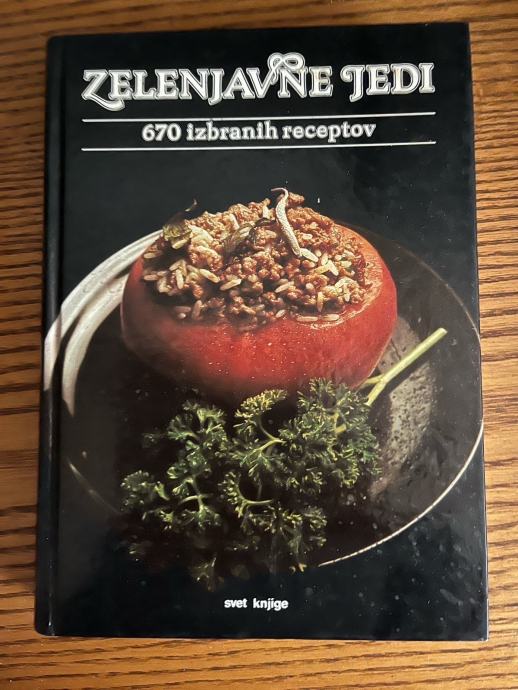 ZELENJAVNE JEDI
670 izbranih receptov
svet knjige